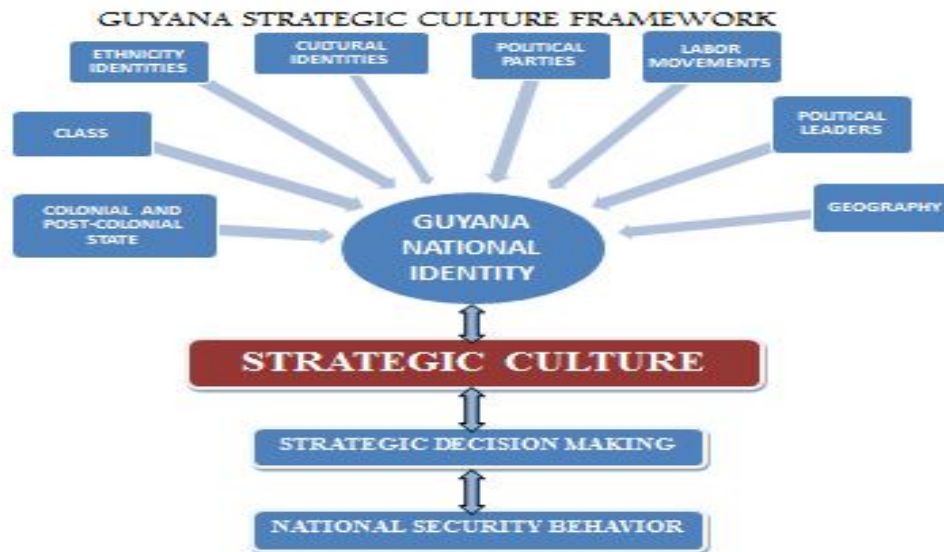 GUYANA STRATEGIC CULTURE FRAMEWORK
ETHNICITY
IDENTITIES
CULTURAL
IDENTITIES
POLITICAL
PARTIES
LABOR
MOVEMENTS
CLASS
POLITICAL
LEADERS
COLONIAL AND
POST-COLONIAL
STATE
GEOGRAPHY
GUYANA
NATIONAL
IDENTITY
STRATEGIC CULTURE
STRATEGIC DECISION MAKING
NATIONAL SECURITY BEHAVIOR